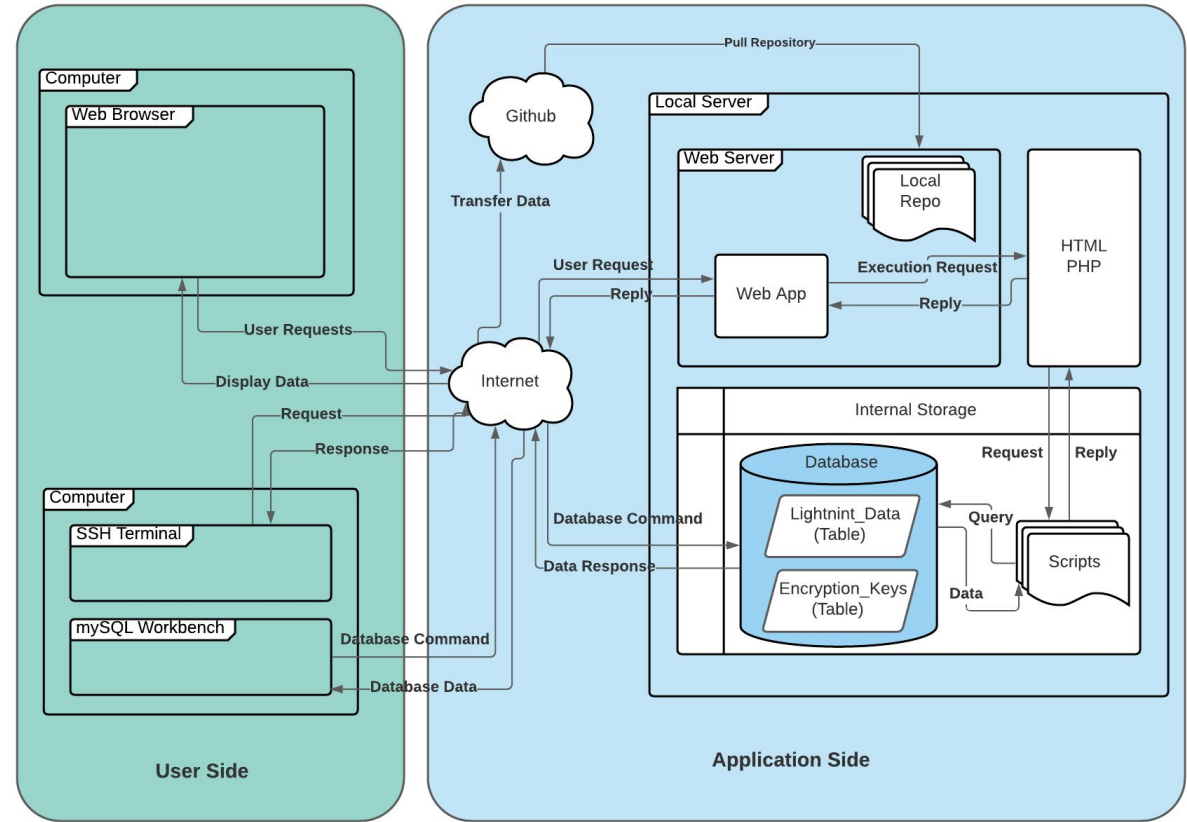 Computer
Web Browser
User Requests
Display Data
Request
Response
Computer
SSH Terminal
mySQL Workbench
Database Command
Database Data
User Side
Pull Repository
Github
Transfer Data
Internet
User Request
Reply
Database Command
Data Response
Local Server
Web Server
Local
Repo
Web App
Execution Request
Reply
HTML
PHP
Internal Storage
Request
Reply
Database
Lightnint_Data
(Table)
Encryption_Keys
(Table)
Query
Data
Scripts
Application Side